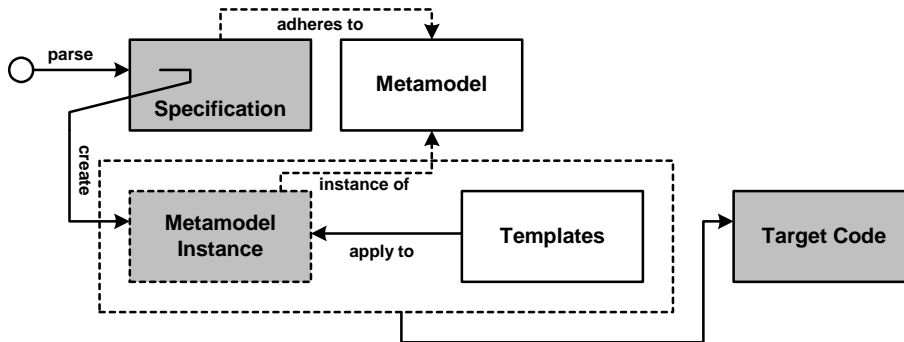 adheres to
parse
Specification
Metamodel
create
instance of
Metamodel
Instance
apply to
Templates
Target Code